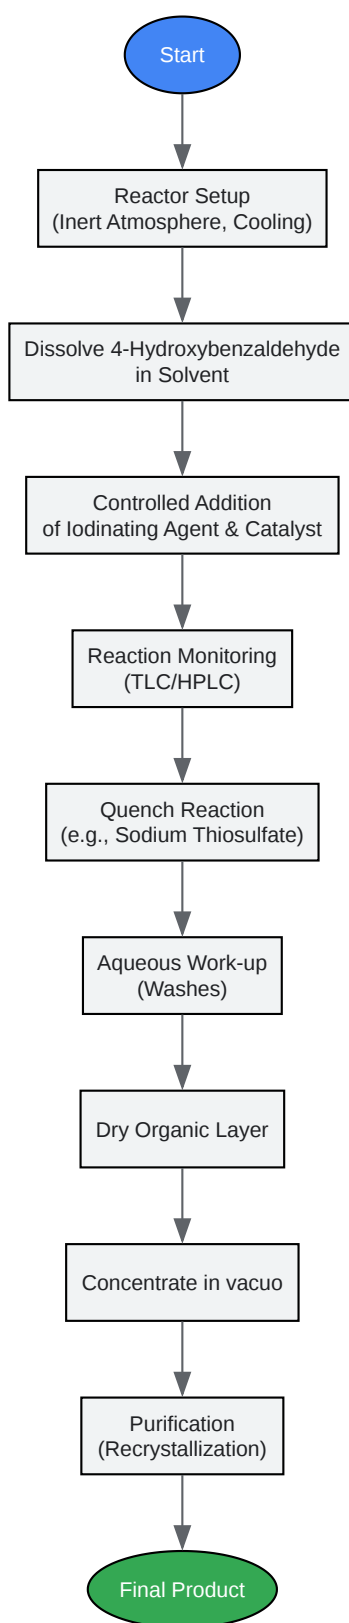 Start
Reactor Setup
(Inert Atmosphere, Cooling)
Dissolve 4-Hydroxybenzaldehyde
in Solvent
Controlled Addition
of Iodinating Agent & Catalyst
Reaction Monitoring
(TLC/HPLC)
Quench Reaction
(e.g., Sodium Thiosulfate)
Aqueous Work-up
(Washes)
Dry Organic Layer
Concentrate in vacuo
Purification
(Recrystallization)
Final Product